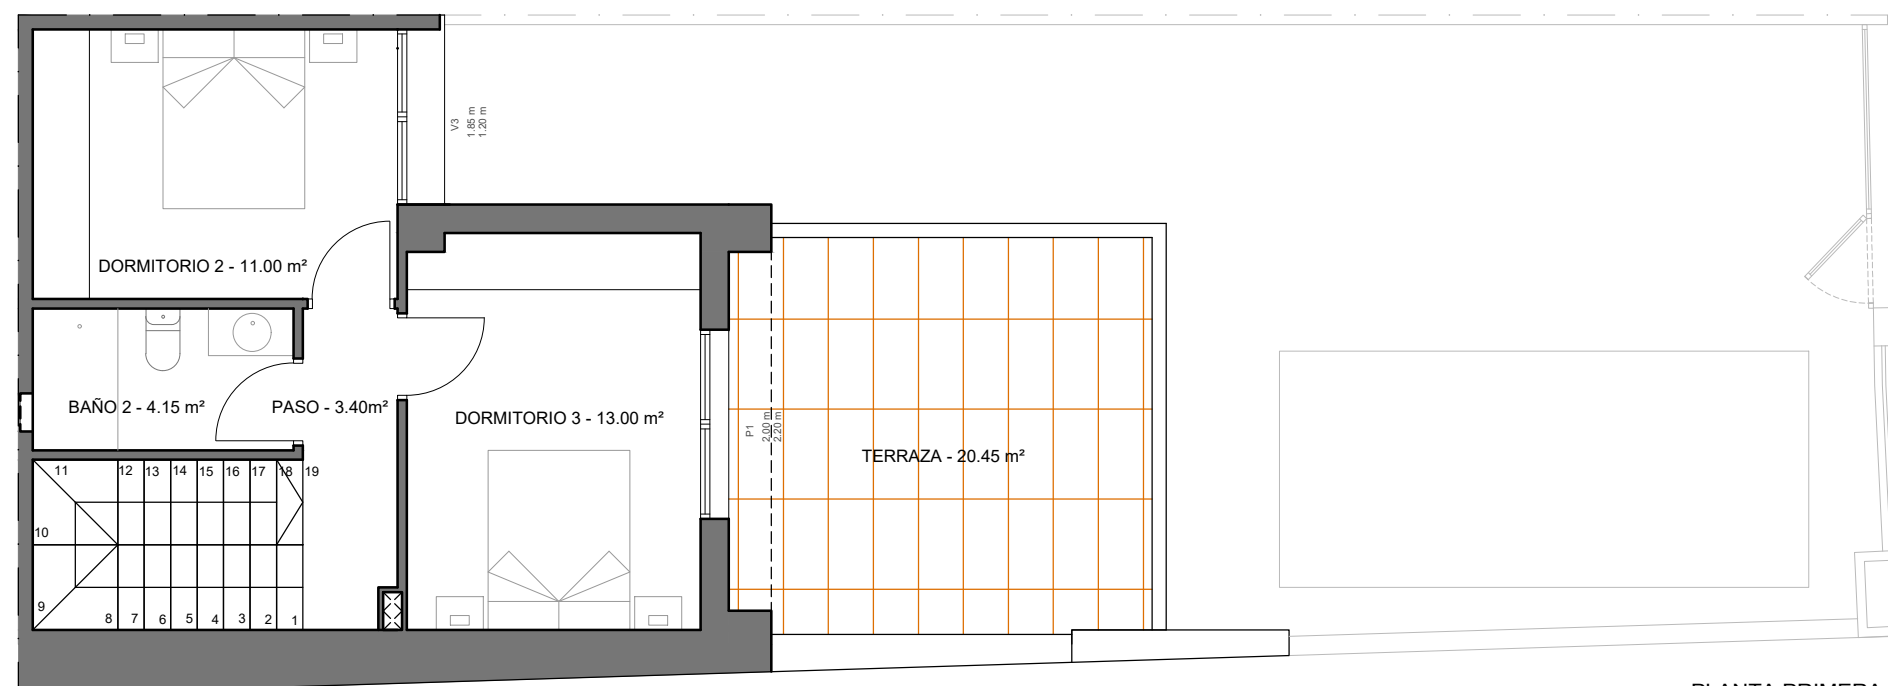 V3
1.85 m
1.20 m
DORMITORIO 2 - 11.00 m²
BAÑO 2 - 4.15 m²
PASO - 3.40m²
DORMITORIO 3 - 13.00 m²
P1
2.00 m
2.20 m
TERRAZA - 20.45 m²
11 12 13 14 15 16 17 18 19
10
9 8 7 6 5 4 3 2 1
PLANTA PRIMERA